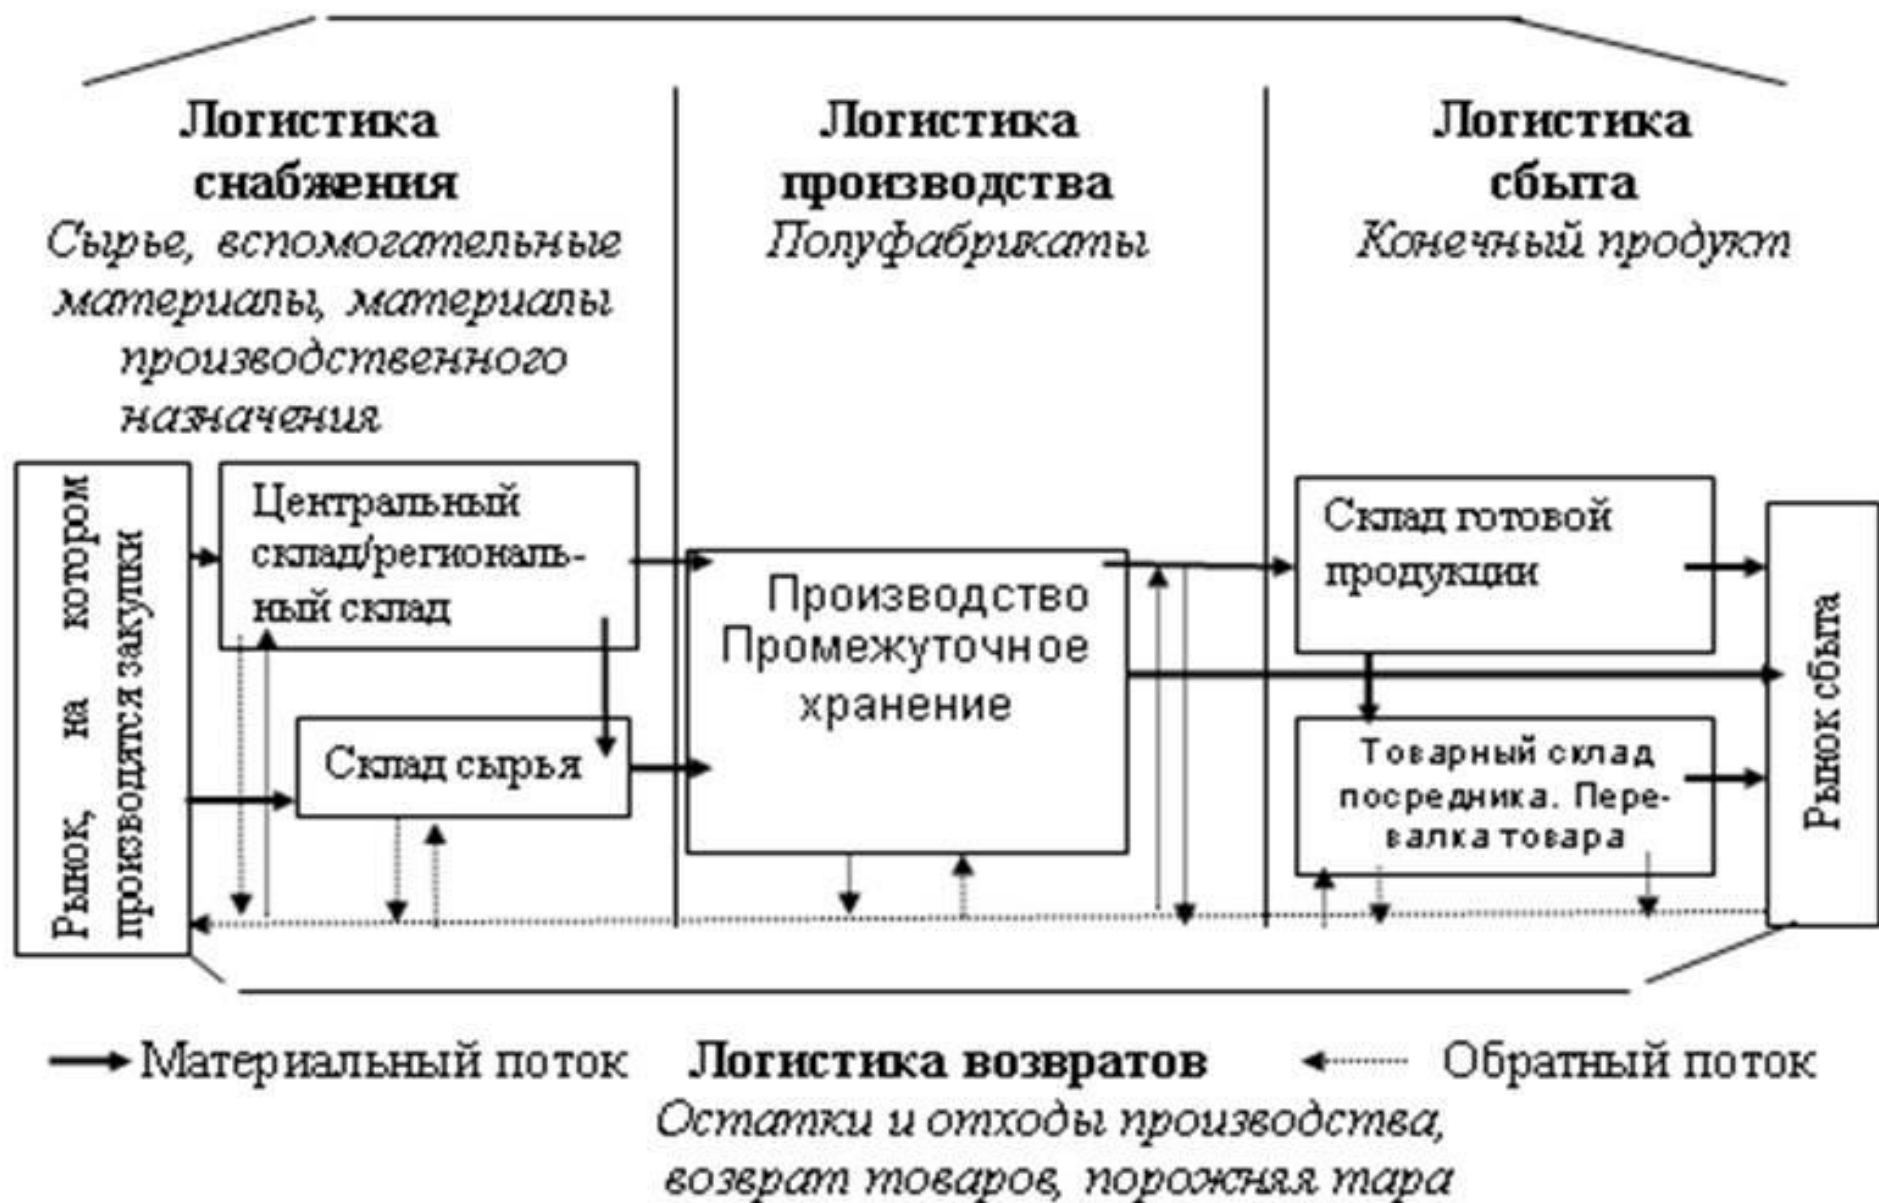 Логистика
снабжения
Сырье, вспомогательные
материалы, материалы
производственного
назначения
Логистика
производства
Полуфабрикаты
Логистика
сбыта
Конечный продукт
Рынок, на котором
производятся закупки
Центральный
склад/региональ-
ный склад
Склад сырья
Производство
Промежуточное
хранение
Склад готовой
продукции
Товарный склад
посредника. Пере-
валка товара
Рынок сбыта
Материальный поток
Логистика возвратов
Обратный поток
Остатки и отходы производства,
возврат товаров, порожняя тара